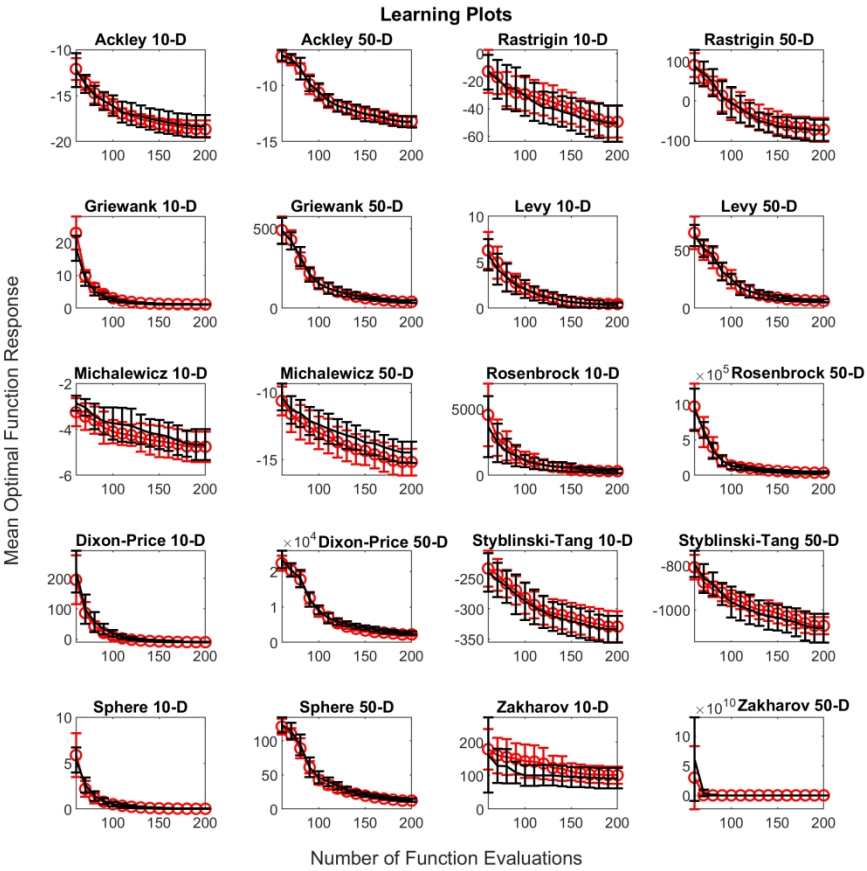 Learning Plots
Ackley 10-D
Ackley 50-D
Rastrigin 10-D
Rastrigin 50-D
-10
-15
-20
100 150 200
-10
-15
100 150 200
0
-20
-40
-60
100 150 200
100
0
-100
100 150 200
Griewank 10-D
Griewank 50-D
Levy 10-D
Levy 50-D
20
10
0
100 150 200
500
0
100 150 200
10
5
0
100 150 200
50
0
100 150 200
Mean Optimal Function Response
Michalewicz 10-D
Michalewicz 50-D
Rosenbrock 10-D
×10^5 Rosenbrock 50-D
-2
-4
-6
100 150 200
-10
-15
100 150 200
5000
0
100 150 200
10
5
0
100 150 200
Dixon-Price 10-D
×10^4 Dixon-Price 50-D
Styblinski-Tang 10-D
Styblinski-Tang 50-D
200
100
0
100 150 200
2
1
0
100 150 200
-250
-300
-350
100 150 200
-800
-1000
100 150 200
Sphere 10-D
Sphere 50-D
Zakharov 10-D
×10^10 Zakharov 50-D
10
5
0
100 150 200
100
50
0
100 150 200
200
100
0
100 150 200
10
5
0
100 150 200
Number of Function Evaluations